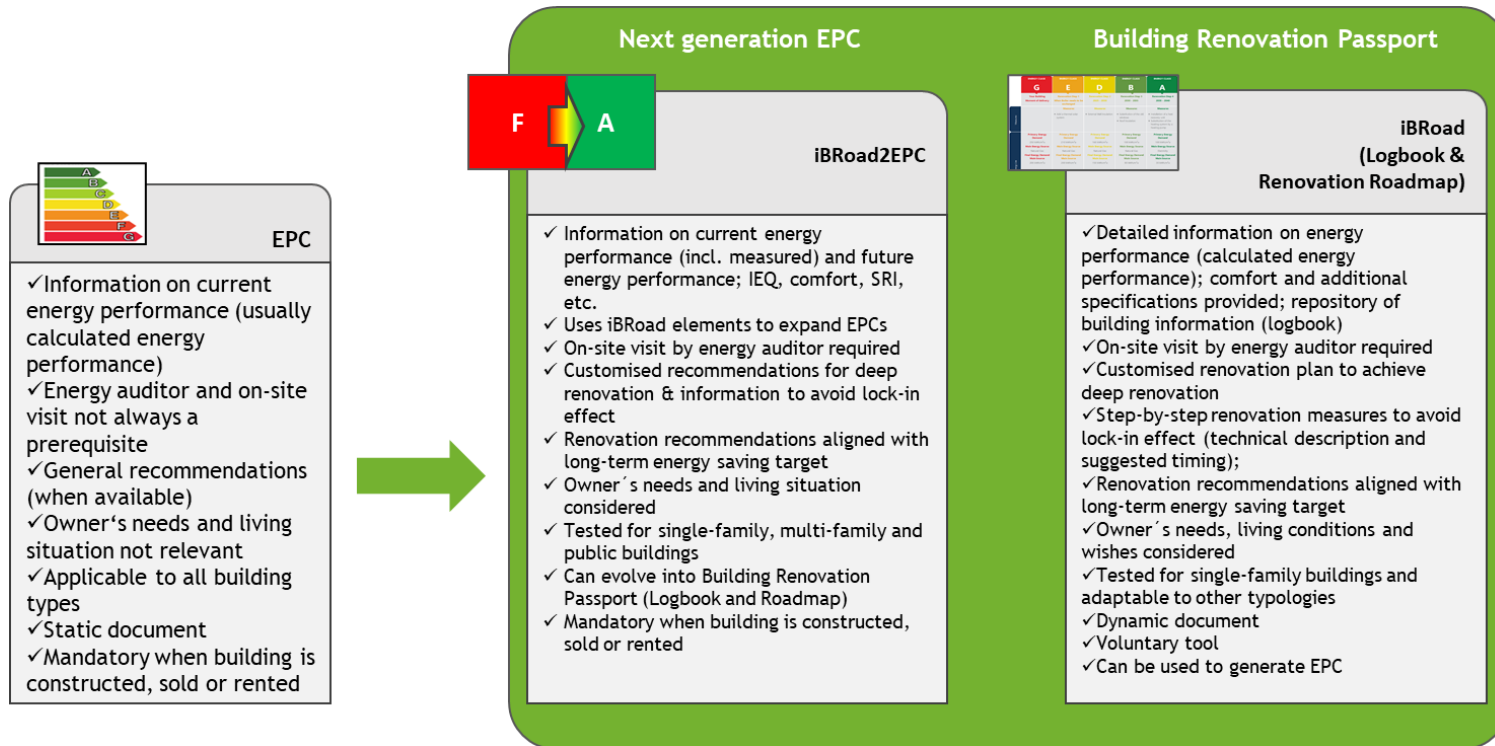 Next generation EPC
Building Renovation Passport
F
A
iBRoad2EPC
G
E
D
B
A
iBRoad
(Logbook &
Renovation Roadmap)
A
B
C
D
E
F
G
EPC
✓Information on current
energy performance (usually
calculated energy
performance)
✓Energy auditor and on-site
visit not always a
prerequisite
✓General recommendations
(when available)
✓Owner‘s needs and living
situation not relevant
✓Applicable to all building
types
✓Static document
✓Mandatory when building is
constructed, sold or rented
✓ Information on current energy
performance (incl. measured) and future
energy performance; IEQ, comfort, SRI,
etc.
✓ Uses iBRoad elements to expand EPCs
✓ On-site visit by energy auditor required
✓ Customised recommendations for deep
renovation & information to avoid lock-in
effect
✓ Renovation recommendations aligned with
long-term energy saving target
✓ Owner´s needs and living situation
considered
✓ Tested for single-family, multi-family and
public buildings
✓ Can evolve into Building Renovation
Passport (Logbook and Roadmap)
✓ Mandatory when building is constructed,
sold or rented
✓Detailed information on energy
performance (calculated energy
performance); comfort and additional
specifications provided; repository of
building information (logbook)
✓On-site visit by energy auditor required
✓Customised renovation plan to achieve
deep renovation
✓Step-by-step renovation measures to avoid
lock-in effect (technical description and
suggested timing);
✓Renovation recommendations aligned with
long-term energy saving target
✓Owner´s needs, living conditions and
wishes considered
✓Tested for single-family buildings and
adaptable to other typologies
✓Dynamic document
✓Voluntary tool
✓Can be used to generate EPC